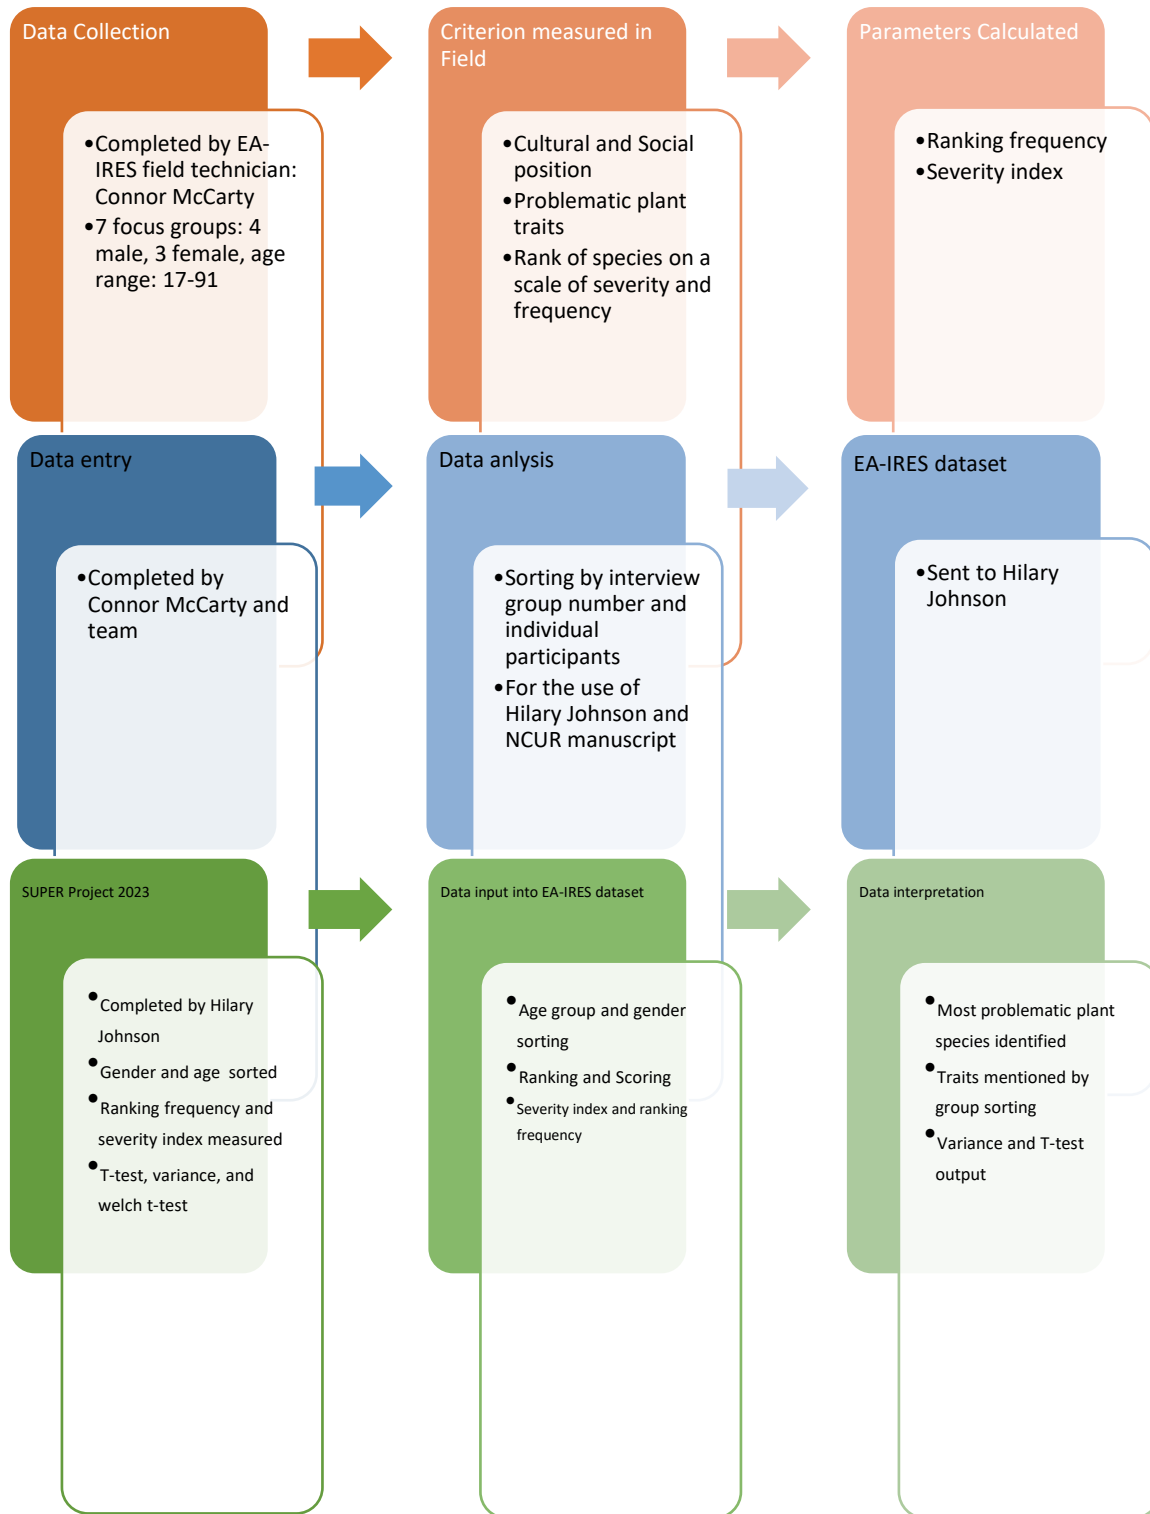 Data Collection
•Completed by EA-
IRES field technician:
Connor McCarty
•7 focus groups: 4
male, 3 female, age
range: 17-91
Criterion measured in
Field
•Cultural and Social
position
•Problematic plant
traits
•Rank of species on a
scale of severity and
frequency
Parameters Calculated
•Ranking frequency
•Severity index
Data entry
•Completed by
Connor McCarty and
team
Data anlysis
•Sorting by interview
group number and
individual
participants
•For the use of
Hilary Johnson and
NCUR manuscript
EA-IRES dataset
•Sent to Hilary
Johnson
SUPER Project 2023
•Completed by Hilary
Johnson
•Gender and age sorted
•Ranking frequency and
severity index measured
•T-test, variance, and
welch t-test
Data input into EA-IRES dataset
•Age group and gender
sorting
•Ranking and Scoring
•Severity index and ranking
frequency
Data interpretation
•Most problematic plant
species identified
•Traits mentioned by
group sorting
•Variance and T-test
output